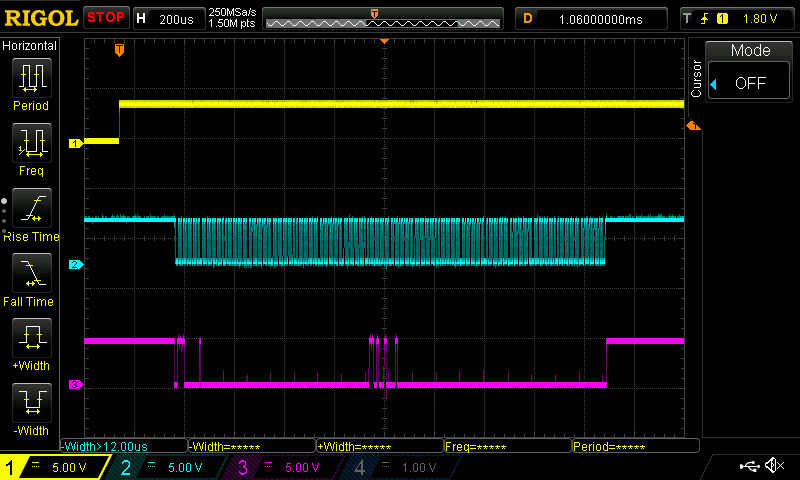 RIGOL STOP H 200us 250MSa/s D 1.06000000ms T 1 1.80 V
1.50M pts
T
Horizontal
Mode
Cursor
OFF
Period
Freq
Rise Time
Fall Time
+Width
-Width
T
T
1
2
3
-Width>12.00us -Width=***** +Width=***** Freq=***** Period=*****
1 = 5.00 V 2 = 5.00 V 3 = 5.00 V 4 = 1.00 V